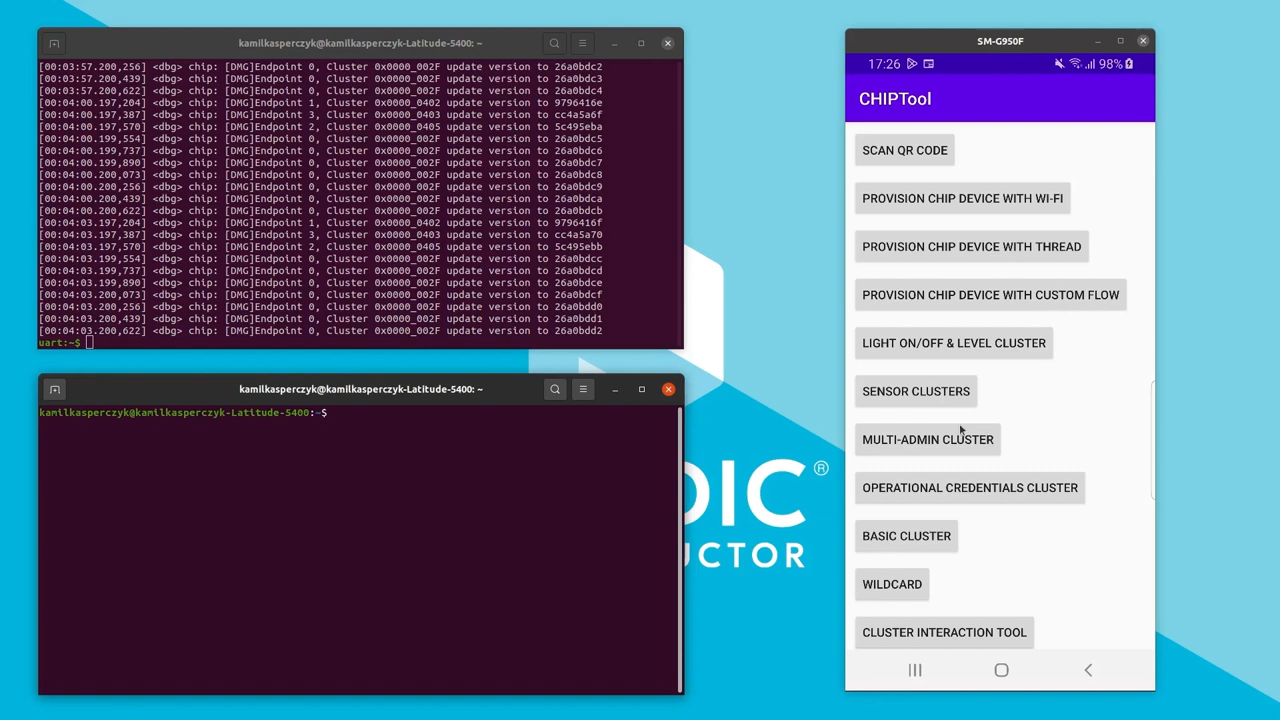 kamilkasperczyk@kamilkasperczyk-Latitude-5400: ~
[00:03:57.200,256] <dbg> chip: [DMG]Endpoint 0, Cluster 0x0000_002F update version to 26a0bdc2
[00:03:57.200,439] <dbg> chip: [DMG]Endpoint 0, Cluster 0x0000_002F update version to 26a0bdc3
[00:03:57.200,622] <dbg> chip: [DMG]Endpoint 0, Cluster 0x0000_002F update version to 26a0bdc4
[00:04:00.197,204] <dbg> chip: [DMG]Endpoint 1, Cluster 0x0000_0402 update version to 9796416e
[00:04:00.197,387] <dbg> chip: [DMG]Endpoint 3, Cluster 0x0000_0403 update version to cc4a5a6f
[00:04:00.197,570] <dbg> chip: [DMG]Endpoint 2, Cluster 0x0000_0405 update version to 5c495eba
[00:04:00.199,554] <dbg> chip: [DMG]Endpoint 0, Cluster 0x0000_002F update version to 26a0bdc5
[00:04:00.199,737] <dbg> chip: [DMG]Endpoint 0, Cluster 0x0000_002F update version to 26a0bdc6
[00:04:00.199,890] <dbg> chip: [DMG]Endpoint 0, Cluster 0x0000_002F update version to 26a0bdc7
[00:04:00.200,073] <dbg> chip: [DMG]Endpoint 0, Cluster 0x0000_002F update version to 26a0bdc8
[00:04:00.200,256] <dbg> chip: [DMG]Endpoint 0, Cluster 0x0000_002F update version to 26a0bdc9
[00:04:00.200,439] <dbg> chip: [DMG]Endpoint 0, Cluster 0x0000_002F update version to 26a0bdca
[00:04:00.200,622] <dbg> chip: [DMG]Endpoint 0, Cluster 0x0000_002F update version to 26a0bdcb
[00:04:03.197,204] <dbg> chip: [DMG]Endpoint 1, Cluster 0x0000_0402 update version to 9796416f
[00:04:03.197,387] <dbg> chip: [DMG]Endpoint 3, Cluster 0x0000_0403 update version to cc4a5a70
[00:04:03.197,570] <dbg> chip: [DMG]Endpoint 2, Cluster 0x0000_0405 update version to 5c495ebb
[00:04:03.199,554] <dbg> chip: [DMG]Endpoint 0, Cluster 0x0000_002F update version to 26a0bdcc
[00:04:03.199,737] <dbg> chip: [DMG]Endpoint 0, Cluster 0x0000_002F update version to 26a0bdcd
[00:04:03.199,890] <dbg> chip: [DMG]Endpoint 0, Cluster 0x0000_002F update version to 26a0bdce
[00:04:03.200,073] <dbg> chip: [DMG]Endpoint 0, Cluster 0x0000_002F update version to 26a0bdcf
[00:04:03.200,256] <dbg> chip: [DMG]Endpoint 0, Cluster 0x0000_002F update version to 26a0bdd0
[00:04:03.200,439] <dbg> chip: [DMG]Endpoint 0, Cluster 0x0000_002F update version to 26a0bdd1
[00:04:03.200,622] <dbg> chip: [DMG]Endpoint 0, Cluster 0x0000_002F update version to 26a0bdd2
uart:~$
kamilkasperczyk@kamilkasperczyk-Latitude-5400: ~
kamilkasperczyk@kamilkasperczyk-Latitude-5400:~$
DIC®
UCTOR
SM-G950F
17:26 98%
CHIPTool
SCAN QR CODE
PROVISION CHIP DEVICE WITH WI-FI
PROVISION CHIP DEVICE WITH THREAD
PROVISION CHIP DEVICE WITH CUSTOM FLOW
LIGHT ON/OFF & LEVEL CLUSTER
SENSOR CLUSTERS
MULTI-ADMIN CLUSTER
OPERATIONAL CREDENTIALS CLUSTER
BASIC CLUSTER
WILDCARD
CLUSTER INTERACTION TOOL